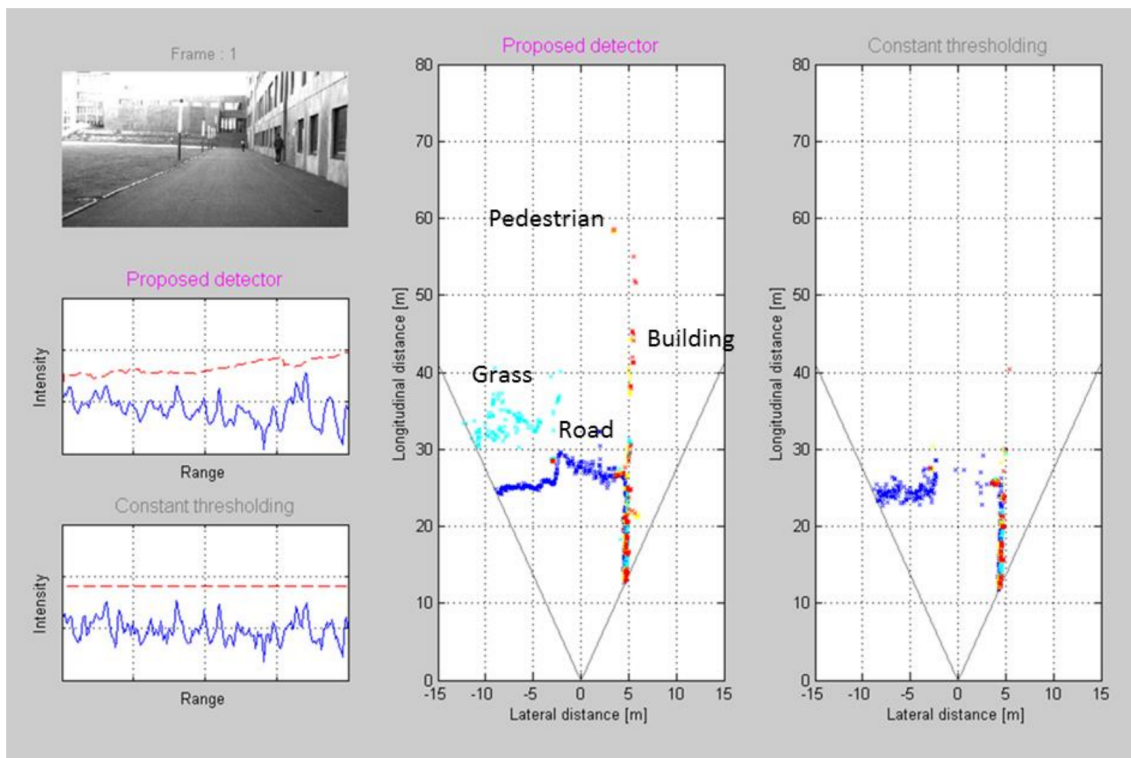 Frame : 1
Proposed detector
Intensity
Range
Constant thresholding
Intensity
Range
Proposed detector
80
70
60
50
40
30
20
10
0
Longitudinal distance [m]
Pedestrian
Building
Grass
Road
-15 -10 -5 0 5 10 15
Lateral distance [m]
Constant thresholding
80
70
60
50
40
30
20
10
0
Longitudinal distance [m]
-15 -10 -5 0 5 10 15
Lateral distance [m]